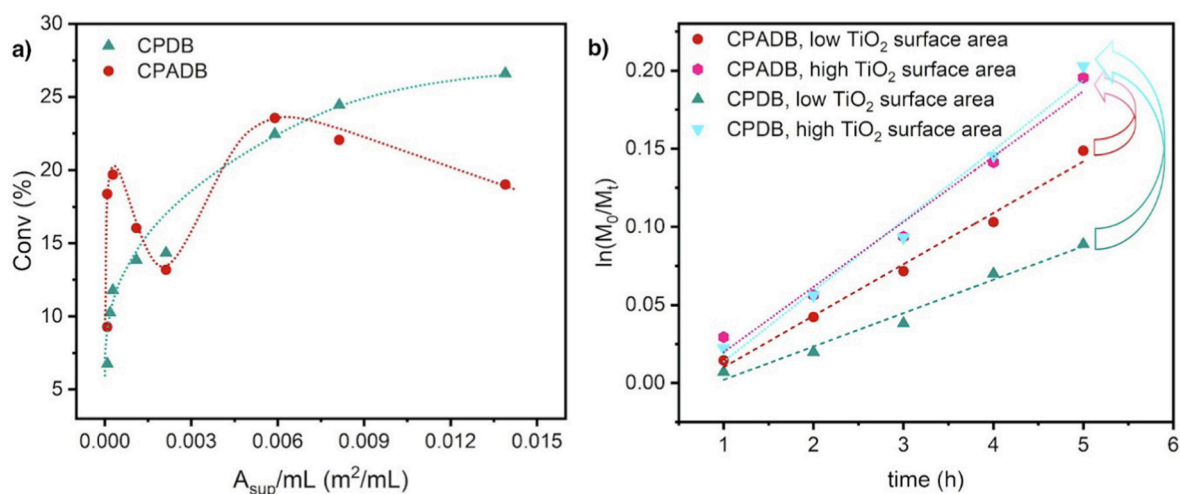 a)
30
25
20
15
10
5
Conv (%)
CPDB
CPADB
0.000 0.003 0.006 0.009 0.012 0.015
A_sup/mL (m²/mL)
b)
0.20
0.15
0.10
0.05
0.00
ln(M₀/Mₜ)
CPADB, low TiO₂ surface area
CPADB, high TiO₂ surface area
CPDB, low TiO₂ surface area
CPDB, high TiO₂ surface area
1 2 3 4 5 6
time (h)